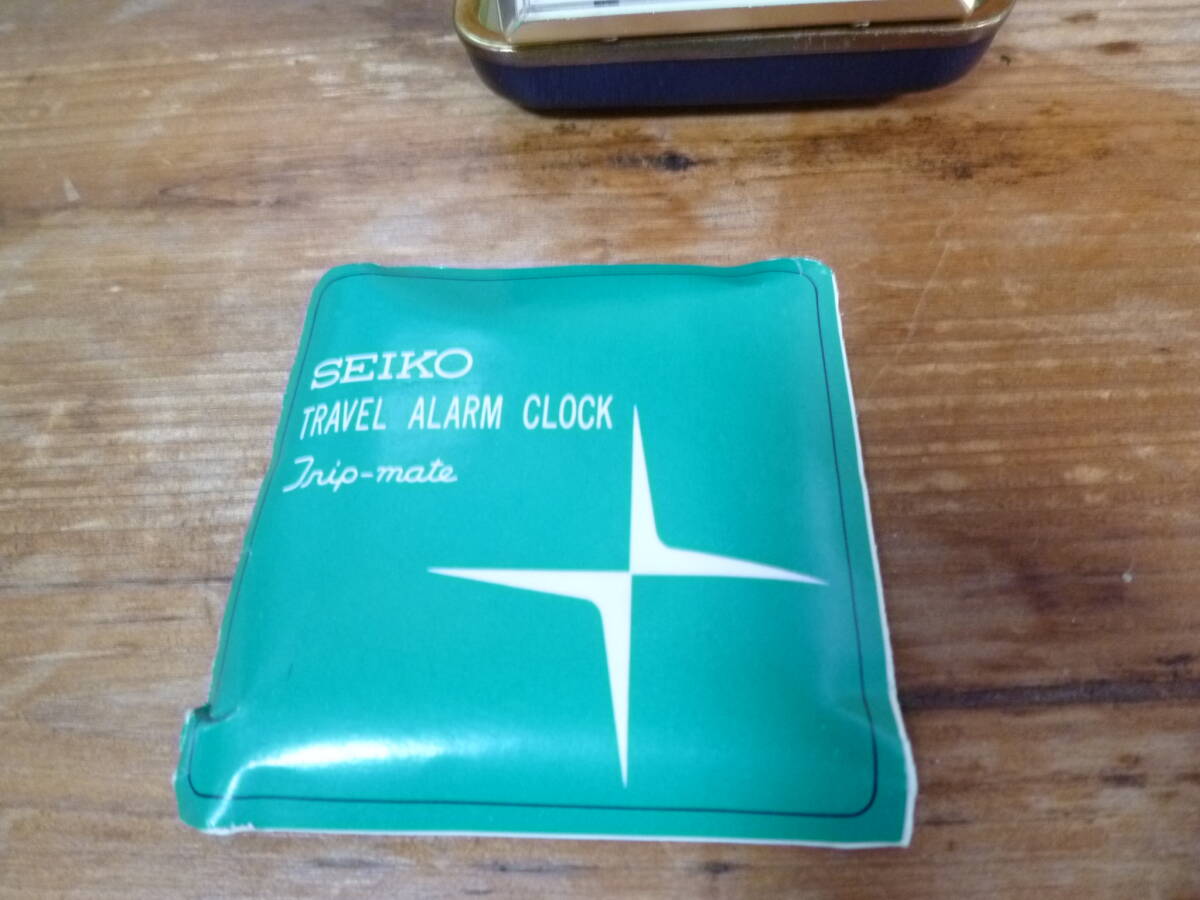 SEIKO
TRAVEL ALARM CLOCK
Trip-mate